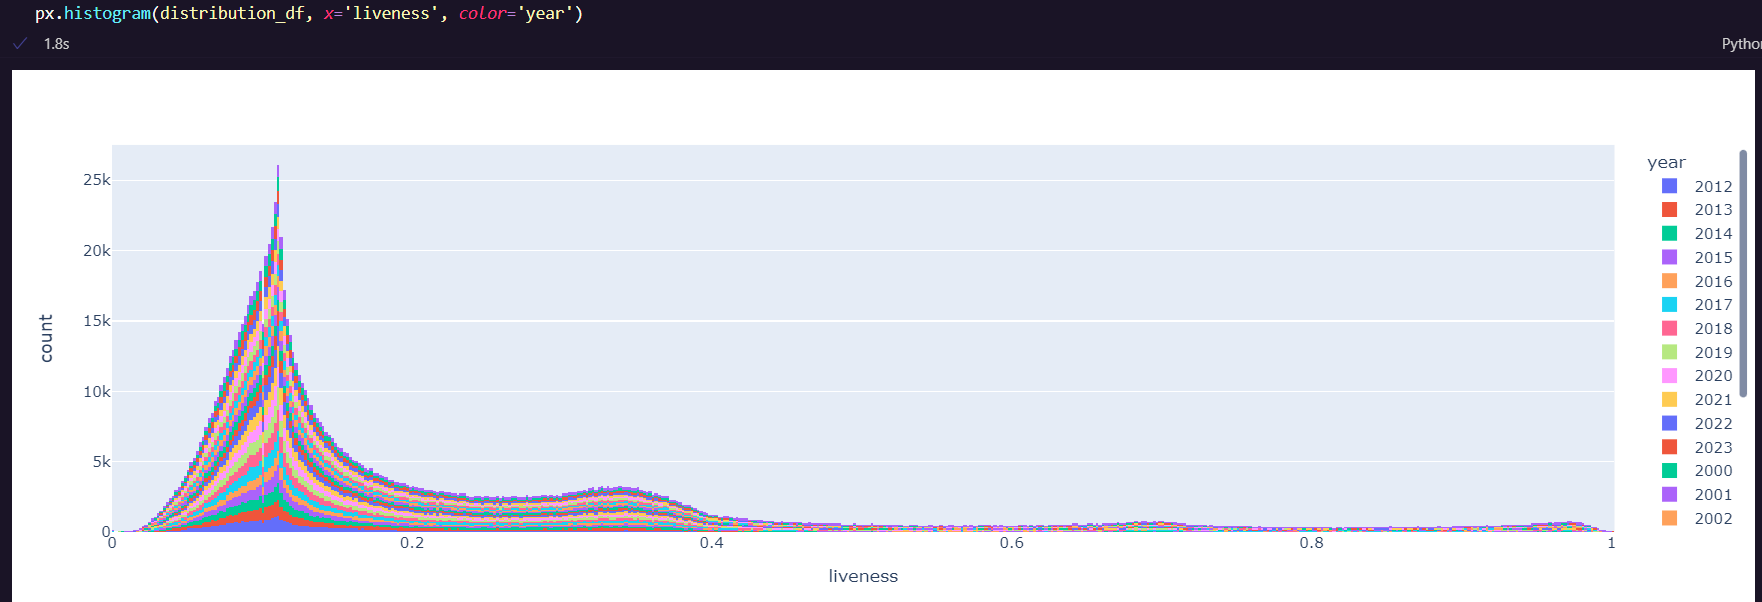 px.histogram(distribution_df, x='liveness', color='year')
1.8s
Pytho
25k
20k
15k
10k
5k
0
count
0
0.2
0.4
0.6
0.8
1
liveness
year
2012
2013
2014
2015
2016
2017
2018
2019
2020
2021
2022
2023
2000
2001
2002